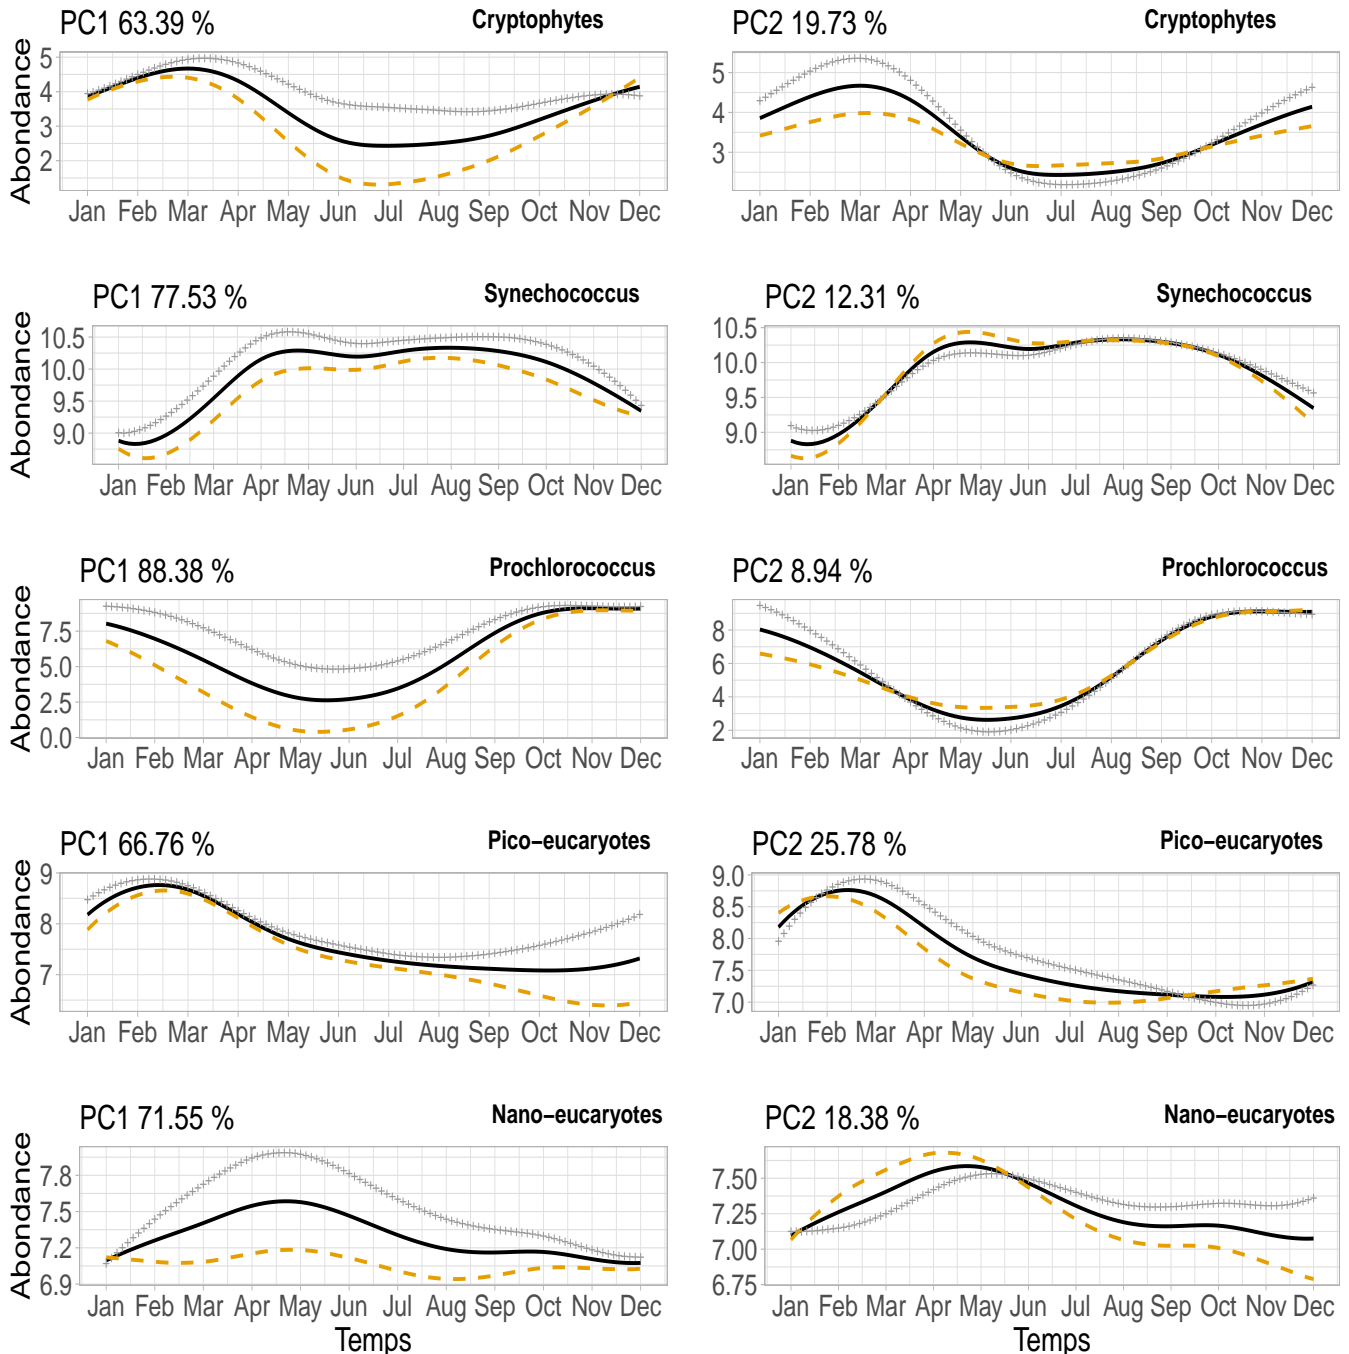 PC1 63.39 % Cryptophytes
Abondance
5
4
3
2
Jan Feb Mar Apr May Jun Jul Aug Sep Oct Nov Dec
PC2 19.73 % Cryptophytes
5
4
3
Jan Feb Mar Apr May Jun Jul Aug Sep Oct Nov Dec
PC1 77.53 % Synechococcus
Abondance
10.5
10.0
9.5
9.0
Jan Feb Mar Apr May Jun Jul Aug Sep Oct Nov Dec
PC2 12.31 % Synechococcus
10.5
10.0
9.5
9.0
Jan Feb Mar Apr May Jun Jul Aug Sep Oct Nov Dec
PC1 88.38 % Prochlorococcus
Abondance
7.5
5.0
2.5
0.0
Jan Feb Mar Apr May Jun Jul Aug Sep Oct Nov Dec
PC2 8.94 % Prochlorococcus
8
6
4
2
Jan Feb Mar Apr May Jun Jul Aug Sep Oct Nov Dec
PC1 66.76 % Pico−eucaryotes
Abondance
9
8
7
Jan Feb Mar Apr May Jun Jul Aug Sep Oct Nov Dec
PC2 25.78 % Pico−eucaryotes
9.0
8.5
8.0
7.5
7.0
Jan Feb Mar Apr May Jun Jul Aug Sep Oct Nov Dec
PC1 71.55 % Nano−eucaryotes
Abondance
7.8
7.5
7.2
6.9
Jan Feb Mar Apr May Jun Jul Aug Sep Oct Nov Dec
Temps
PC2 18.38 % Nano−eucaryotes
7.50
7.25
7.00
6.75
Jan Feb Mar Apr May Jun Jul Aug Sep Oct Nov Dec
Temps